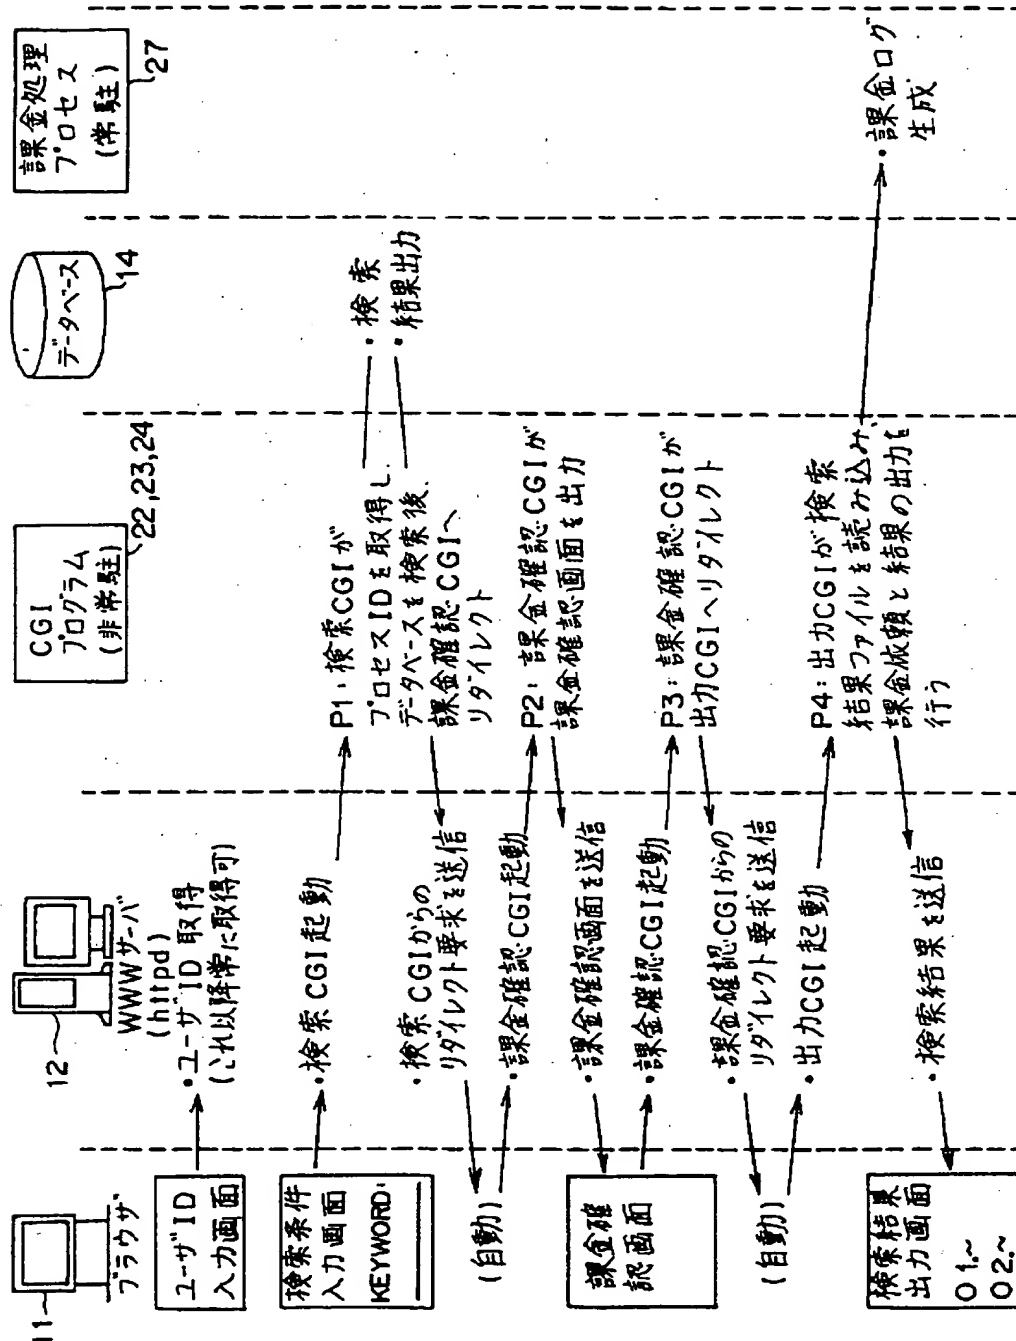 11
ブラウザ
ユーザID
入力画面
検索条件
入力画面
KEYWORD:
(自動)
課金確
認画面
(自動)
検索結果
出力画面
O 1.~
O 2.~
12
WWWサーバ
(httpd)
・ユーザID取得
(これ以降常に取得可)
・検索CGI起動
・検索CGIからの
リダイレクト要求を送信
・課金確認CGI起動
・課金確認画面を送信
・課金確認CGI起動
・課金確認CGIからの
リダイレクト要求を送信
・出力CGI起動
・検索結果を送信
CGI
プログラム
(非常駐)
22,23,24
P1:検索CGIが
プロセスIDを取得し、
データベースを検索後、
課金確認CGIへ
リダイレクト
P2:課金確認CGIが
課金確認画面を出力
P3:課金確認CGIが
出力CGIへリダイレクト
P4:出力CGIが検索
結果ファイルを読み込み、
課金依頼と結果の出力を
行う
データベース
14
・検索
・結果出力
課金処理
プロセス
(常駐)
27
・課金ログ
生成